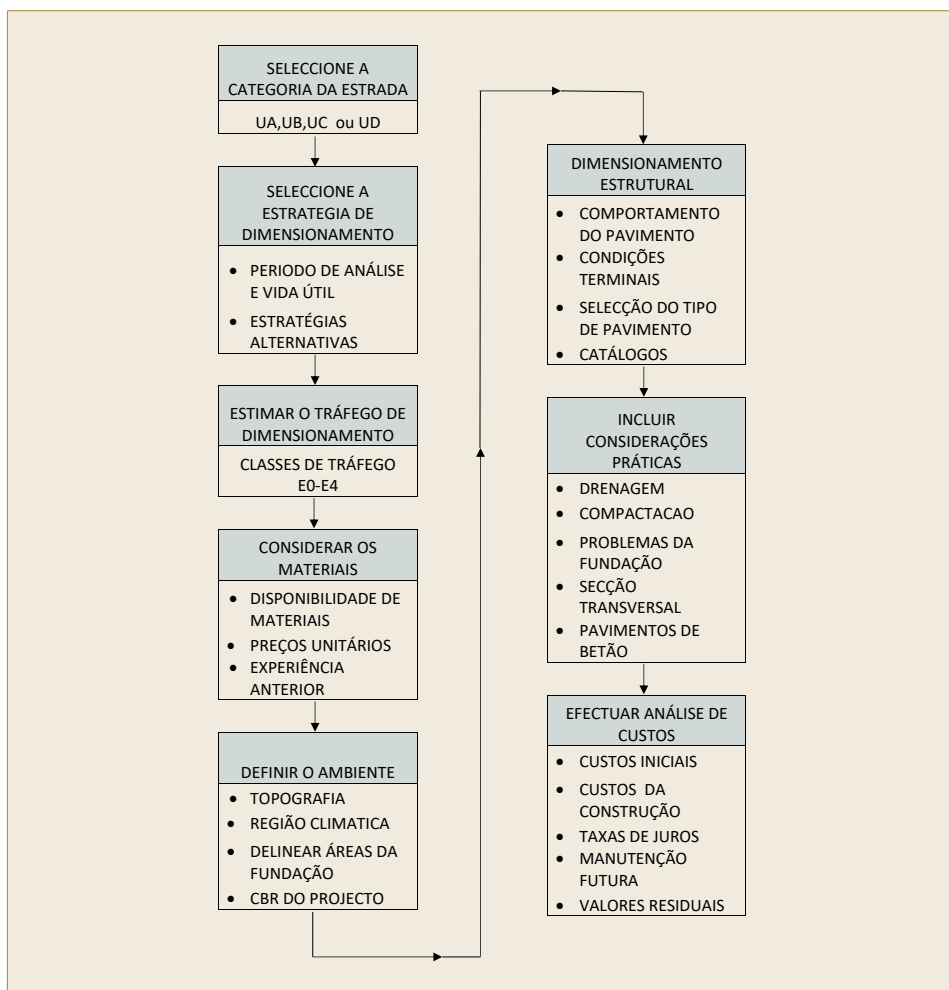 SELECCIONE A
CATEGORIA DA ESTRADA
UA,UB,UC ou UD
SELECCIONE A
ESTRATEGIA DE
DIMENSIONAMENTO
• PERIODO DE ANÁLISE
E VIDA ÚTIL
• ESTRATÉGIAS
ALTERNATIVAS
ESTIMAR O TRÁFEGO DE
DIMENSIONAMENTO
CLASSES DE TRÁFEGO
E0-E4
CONSIDERAR OS
MATERIAIS
• DISPONIBILIDADE DE
MATERIAIS
• PREÇOS UNITÁRIOS
• EXPERIÊNCIA
ANTERIOR
DEFINIR O AMBIENTE
• TOPOGRAFIA
• REGIÃO CLIMATICA
• DELINEAR ÁREAS DA
FUNDAÇÃO
• CBR DO PROJECTO
DIMENSIONAMENTO
ESTRUTURAL
• COMPORTAMENTO
DO PAVIMENTO
• CONDIÇÕES
TERMINAIS
• SELECÇÃO DO TIPO
DE PAVIMENTO
• CATÁLOGOS
INCLUIR
CONSIDERAÇÕES
PRÁTICAS
• DRENAGEM
• COMPACTACAO
• PROBLEMAS DA
FUNDAÇÃO
• SECÇÃO
TRANSVERSAL
• PAVIMENTOS DE
BETÃO
EFECTUAR ANÁLISE DE
CUSTOS
• CUSTOS INICIAIS
• CUSTOS DA
CONSTRUÇÃO
• TAXAS DE JUROS
• MANUTENÇÃO
FUTURA
• VALORES RESIDUAIS